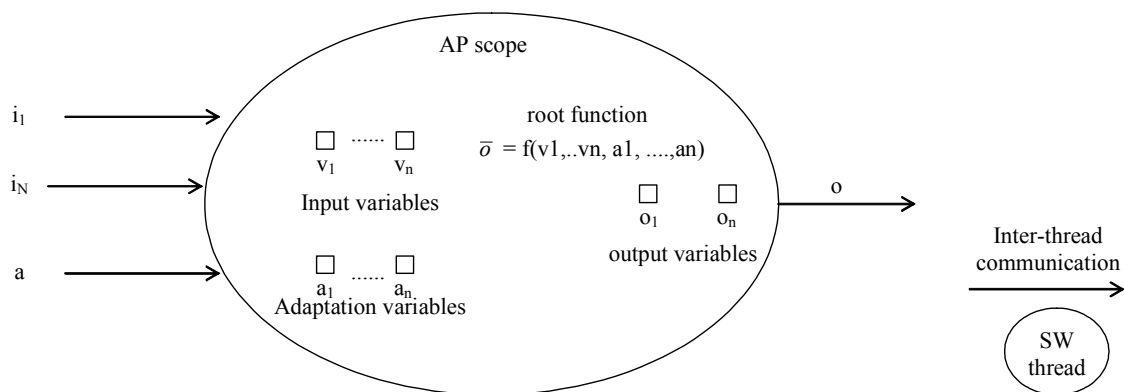 AP scope
i1
iN
a
...... 
v1 vn
Input variables
......
a1 an
Adaptation variables
root function
o̅ = f(v1,..vn, a1, ....,an)
o1 on
output variables
o
Inter-thread
communication
SW
thread